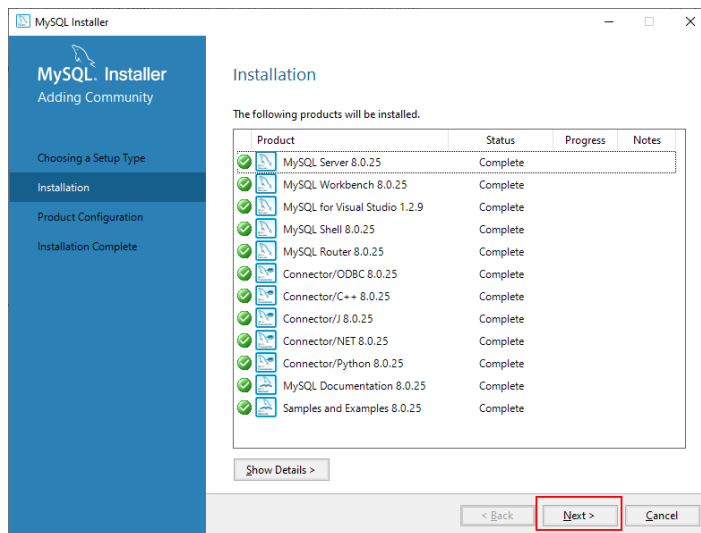 MySQL Installer
MySQL. Installer
Adding Community
Choosing a Setup Type
Installation
Product Configuration
Installation Complete
Installation
The following products will be installed.
Product Status Progress Notes
MySQL Server 8.0.25 Complete
MySQL Workbench 8.0.25 Complete
MySQL for Visual Studio 1.2.9 Complete
MySQL Shell 8.0.25 Complete
MySQL Router 8.0.25 Complete
Connector/ODBC 8.0.25 Complete
Connector/C++ 8.0.25 Complete
Connector/J 8.0.25 Complete
Connector/NET 8.0.25 Complete
Connector/Python 8.0.25 Complete
MySQL Documentation 8.0.25 Complete
Samples and Examples 8.0.25 Complete
Show Details >
< Back Next > Cancel